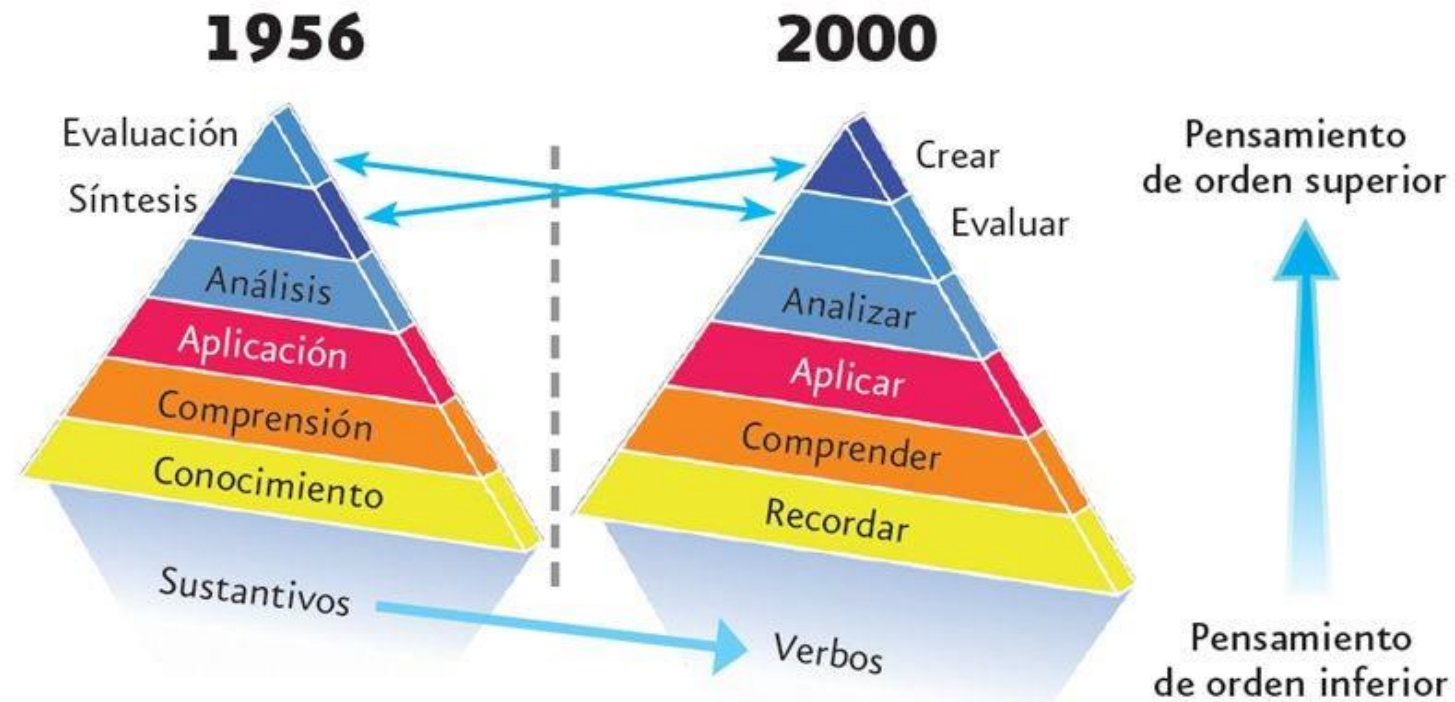 1956
Evaluación
Síntesis
Análisis
Aplicación
Comprensión
Conocimiento
Sustantivos
2000
Crear
Evaluar
Analizar
Aplicar
Comprender
Recordar
Verbos
Pensamiento
de orden superior
Pensamiento
de orden inferior